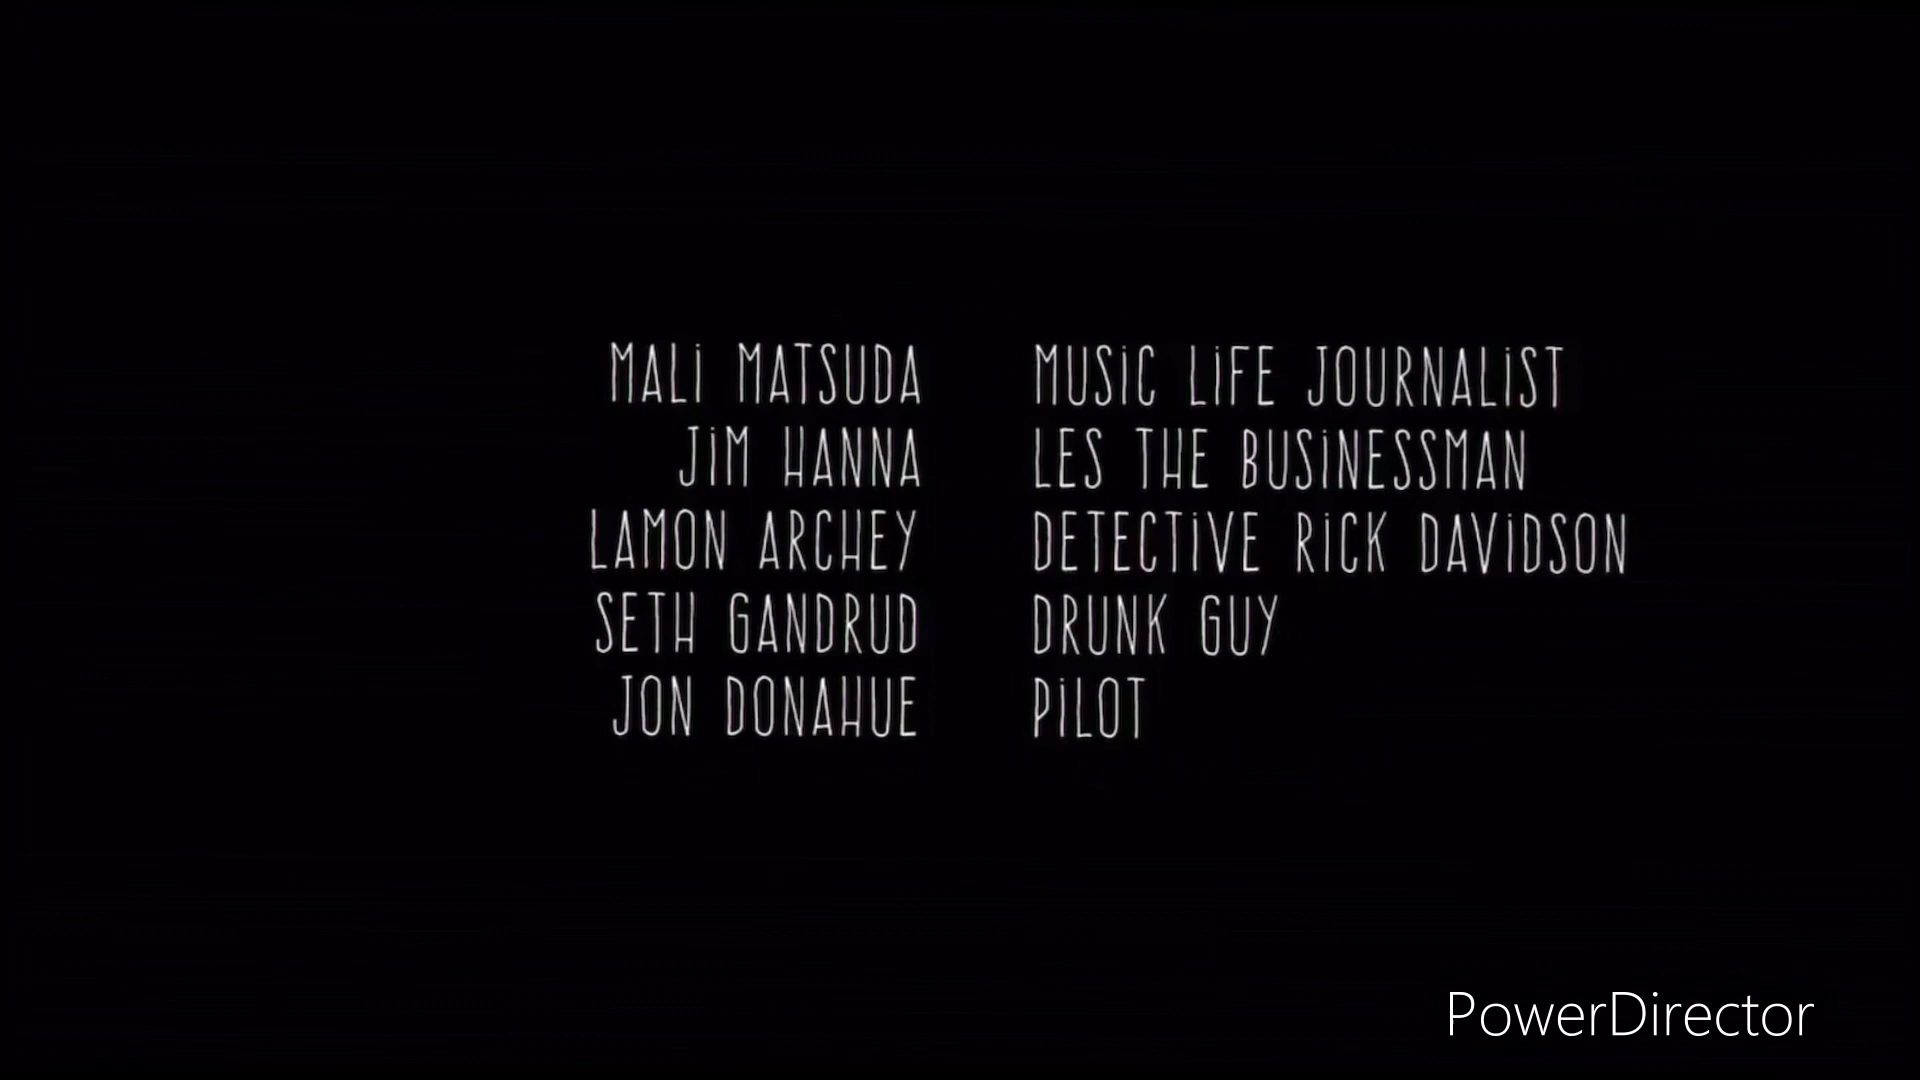 MALi MATSUDA MUSiC LiFE JOURNALiST
JiM HANNA LES THE BUSiNESSMAN
LAMON ARCHEY DETECTiVE RiCK DAViDSON
SETH GANDRUD DRUNK GUY
JON DONAHUE PiLOT
PowerDirector